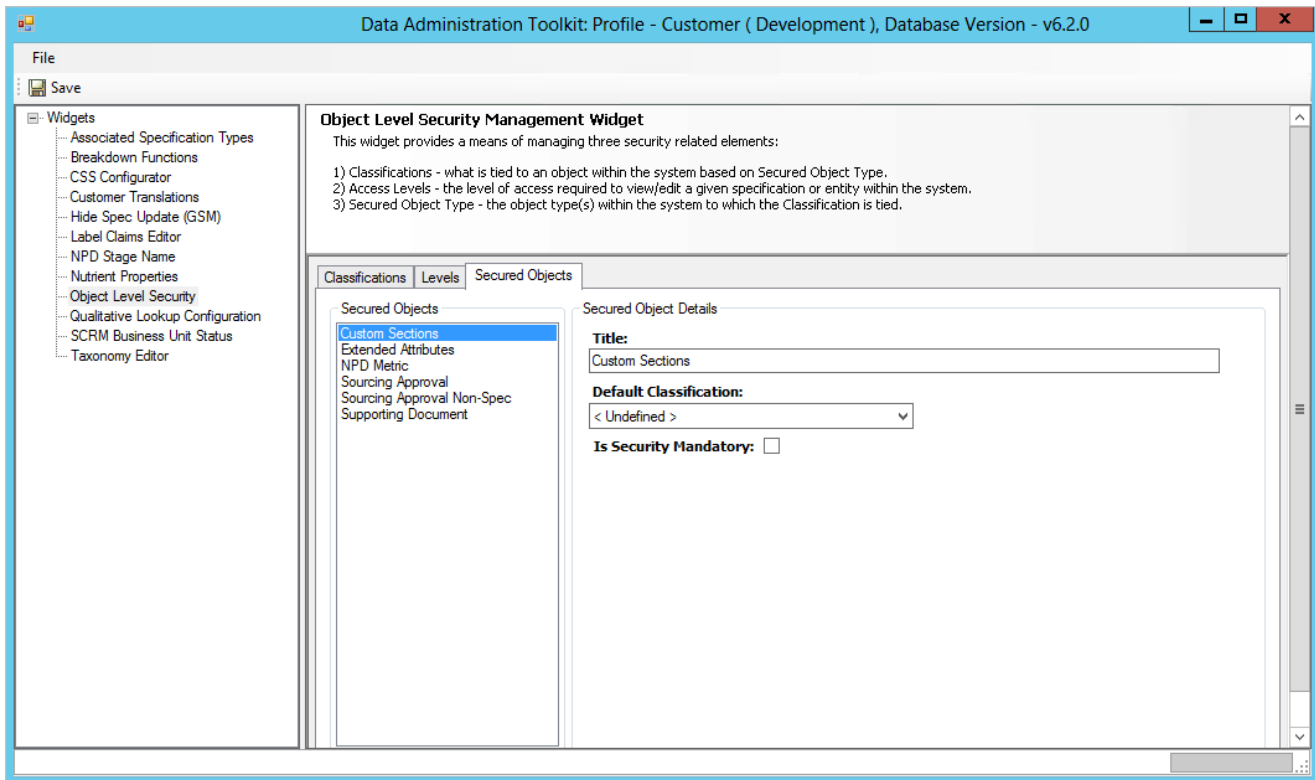 Data Administration Toolkit: Profile - Customer ( Development ), Database Version - v6.2.0
File
Save
Widgets
Associated Specification Types
Breakdown Functions
CSS Configurator
Customer Translations
Hide Spec Update (GSM)
Label Claims Editor
NPD Stage Name
Nutrient Properties
Object Level Security
Qualitative Lookup Configuration
SCRM Business Unit Status
Taxonomy Editor
Object Level Security Management Widget
This widget provides a means of managing three security related elements:
1) Classifications - what is tied to an object within the system based on Secured Object Type.
2) Access Levels - the level of access required to view/edit a given specification or entity within the system.
3) Secured Object Type - the object type(s) within the system to which the Classification is tied.
Classifications Levels Secured Objects
Secured Objects
Custom Sections
Extended Attributes
NPD Metric
Sourcing Approval
Sourcing Approval Non-Spec
Supporting Document
Secured Object Details
Title:
Custom Sections
Default Classification:
< Undefined >
Is Security Mandatory: